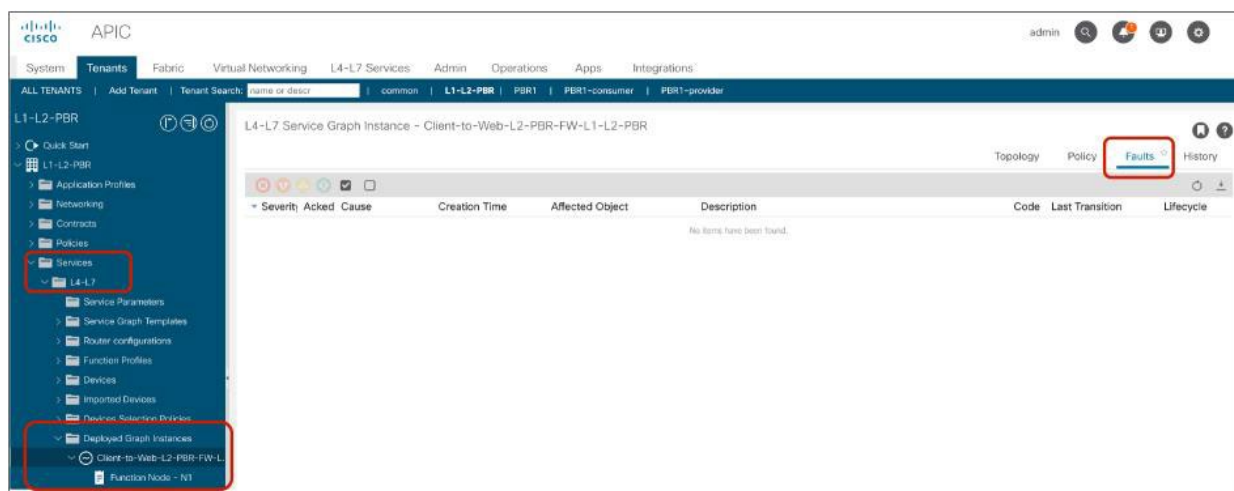 CISCO APIC admin
System Tenants Fabric Virtual Networking L4-L7 Services Admin Operations Apps Integrations
ALL TENANTS | Add Tenant | Tenant Search: name or descr | common | L1-L2-PBR | PBR1 | PBR1-consumer | PBR1-provider
L1-L2-PBR
Quick Start
L1-L2-PBR
Application Profiles
Networking
Contracts
Policies
Services
L4-L7
Service Parameters
Service Graph Templates
Router configurations
Function Profiles
Devices
Imported Devices
Devices Selection Policies
Deployed Graph Instances
Client-to-Web-L2-PBR-FW-L..
Function Node - N1
L4-L7 Service Graph Instance - Client-to-Web-L2-PBR-FW-L1-L2-PBR
Topology Policy Faults History
Severity Acked Cause Creation Time Affected Object Description Code Last Transition Lifecycle
No items have been found.